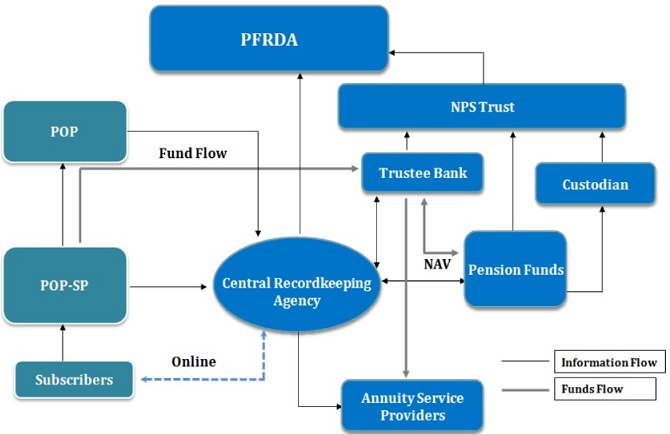 PFRDA
NPS Trust
POP
Fund Flow
Trustee Bank
Custodian
POP-SP
Central Recordkeeping
Agency
NAV
Pension Funds
Online
Subscribers
Information Flow
Funds Flow
Annuity Service
Providers